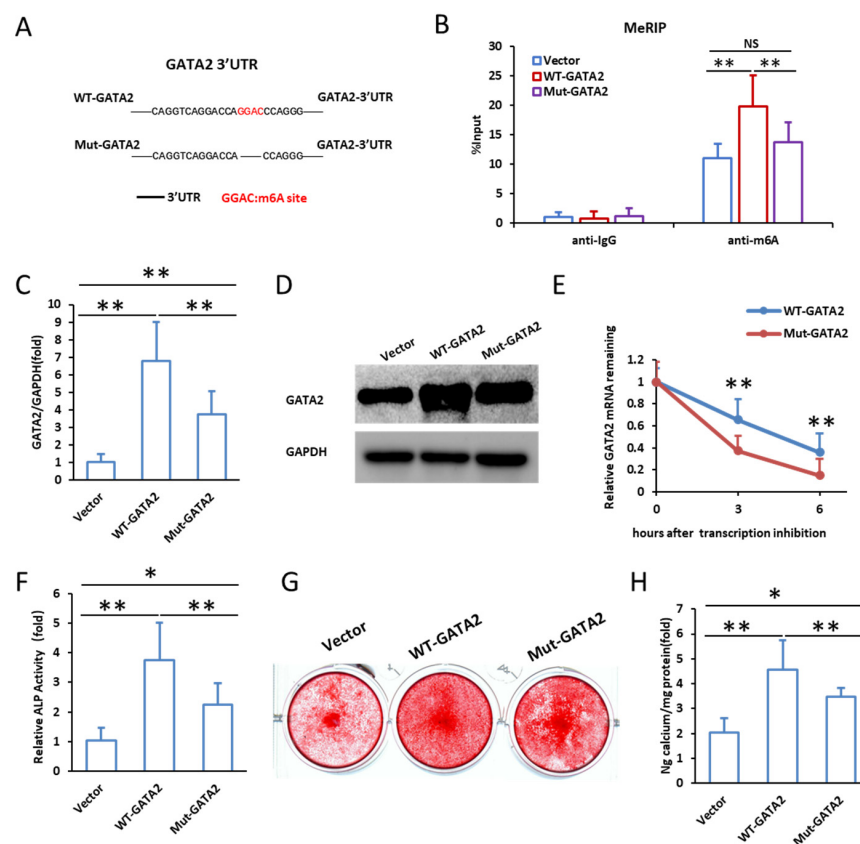 A
GATA2 3'UTR
WT-GATA2
GATA2-3'UTR
CAGGTCAGGACCAGGACCCAGGG
Mut-GATA2
GATA2-3'UTR
CAGGTCAGGACCA CCAGGG
3'UTR
GGAC:m6A site
B
MeRIP
Vector
WT-GATA2
Mut-GATA2
NS
** **
%Input
30
25
20
15
10
5
0
anti-IgG
anti-m6A
C
**
** **
GATA2/GAPDH(fold)
10
9
8
7
6
5
4
3
2
1
0
Vector
WT-GATA2
Mut-GATA2
D
Vector
WT-GATA2
Mut-GATA2
GATA2
GAPDH
E
WT-GATA2
Mut-GATA2
Relative GATA2 mRNA remaining
1.2
1
0.8
0.6
0.4
0.2
0
**
**
0
3
6
hours after transcription inhibition
F
*
** **
Relative ALP Activity (fold)
6
5
4
3
2
1
0
Vector
WT-GATA2
Mut-GATA2
G
Vector
WT-GATA2
Mut-GATA2
H
*
** **
Ng calcium/mg protein(fold)
7
6
5
4
3
2
1
0
Vector
WT-GATA2
Mut-GATA2